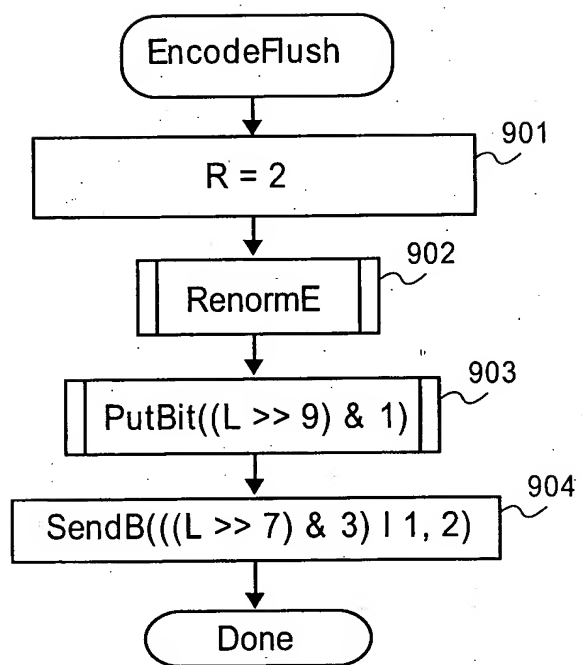 EncodeFlush
901
R = 2
902
RenormE
903
PutBit((L >> 9) & 1)
904
SendB(((L >> 7) & 3) | 1, 2)
Done